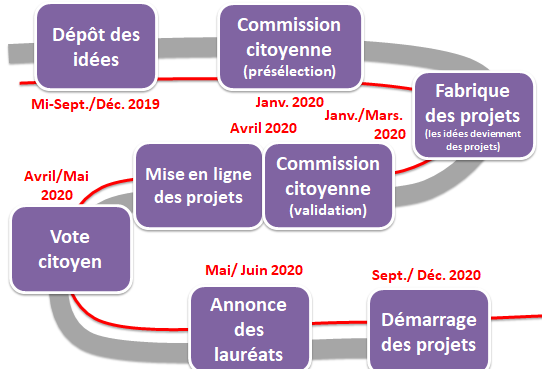 Dépôt des
idées
Mi-Sept./Déc. 2019
Commission
citoyenne
(présélection)
Janv. 2020
Fabrique
des projets
(les idées deviennent
des projets)
Janv./Mars.
2020
Commission
citoyenne
(validation)
Avril 2020
Mise en ligne
des projets
Avril/Mai
2020
Vote
citoyen
Mai/ Juin 2020
Annonce
des
lauréats
Sept./ Déc. 2020
Démarrage
des projets